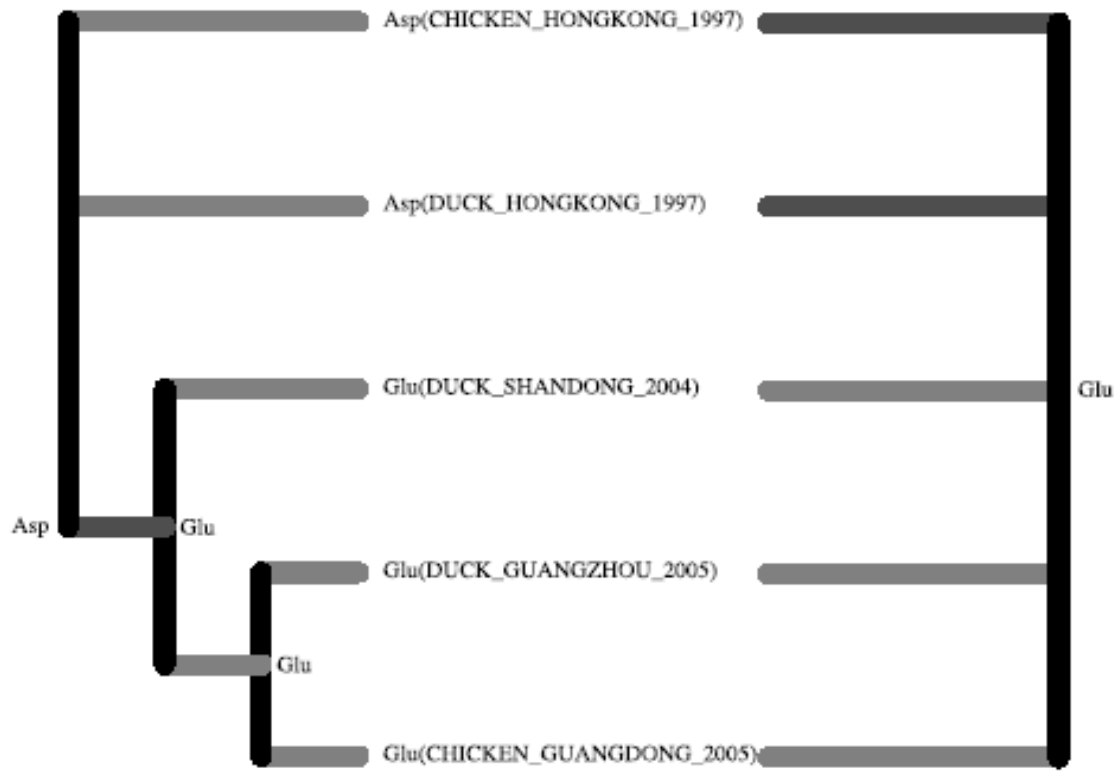 Asp(CHICKEN_HONGKONG_1997)
Asp(DUCK_HONGKONG_1997)
Glu(DUCK_SHANDONG_2004)
Glu
Asp
Glu
Glu(DUCK_GUANGZHOU_2005)
Glu
Glu(CHICKEN_GUANGDONG_2005)